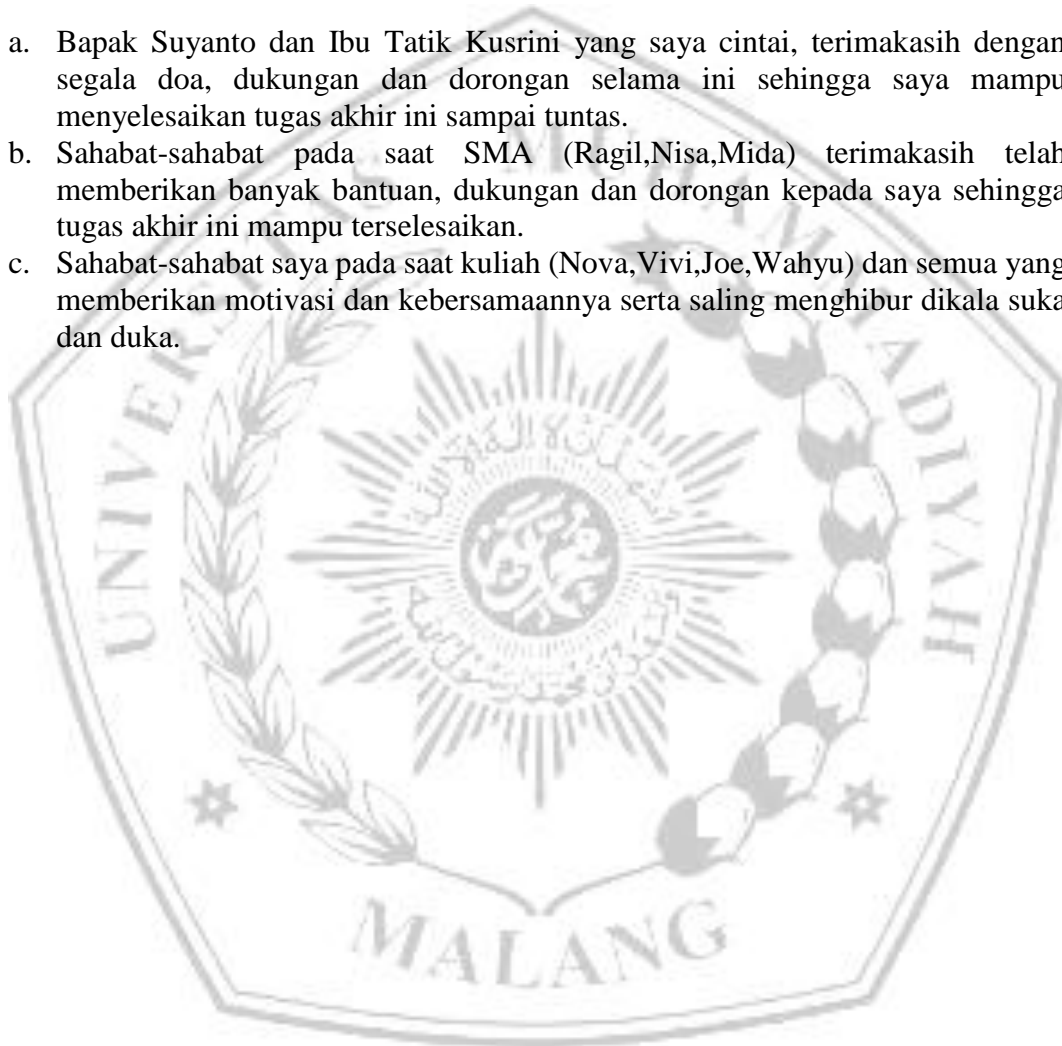 a. Bapak Suyanto dan Ibu Tatik Kusrini yang saya cintai, terimakasih dengan
segala doa, dukungan dan dorongan selama ini sehingga saya mampu
menyelesaikan tugas akhir ini sampai tuntas.
b. Sahabat-sahabat pada saat SMA (Ragil,Nisa,Mida) terimakasih telah
memberikan banyak bantuan, dukungan dan dorongan kepada saya sehingga
tugas akhir ini mampu terselesaikan.
c. Sahabat-sahabat saya pada saat kuliah (Nova,Vivi,Joe,Wahyu) dan semua yang
memberikan motivasi dan kebersamaannya serta saling menghibur dikala suka
dan duka.
UNIVERSITAS MUHAMMADIYAH
MALANG